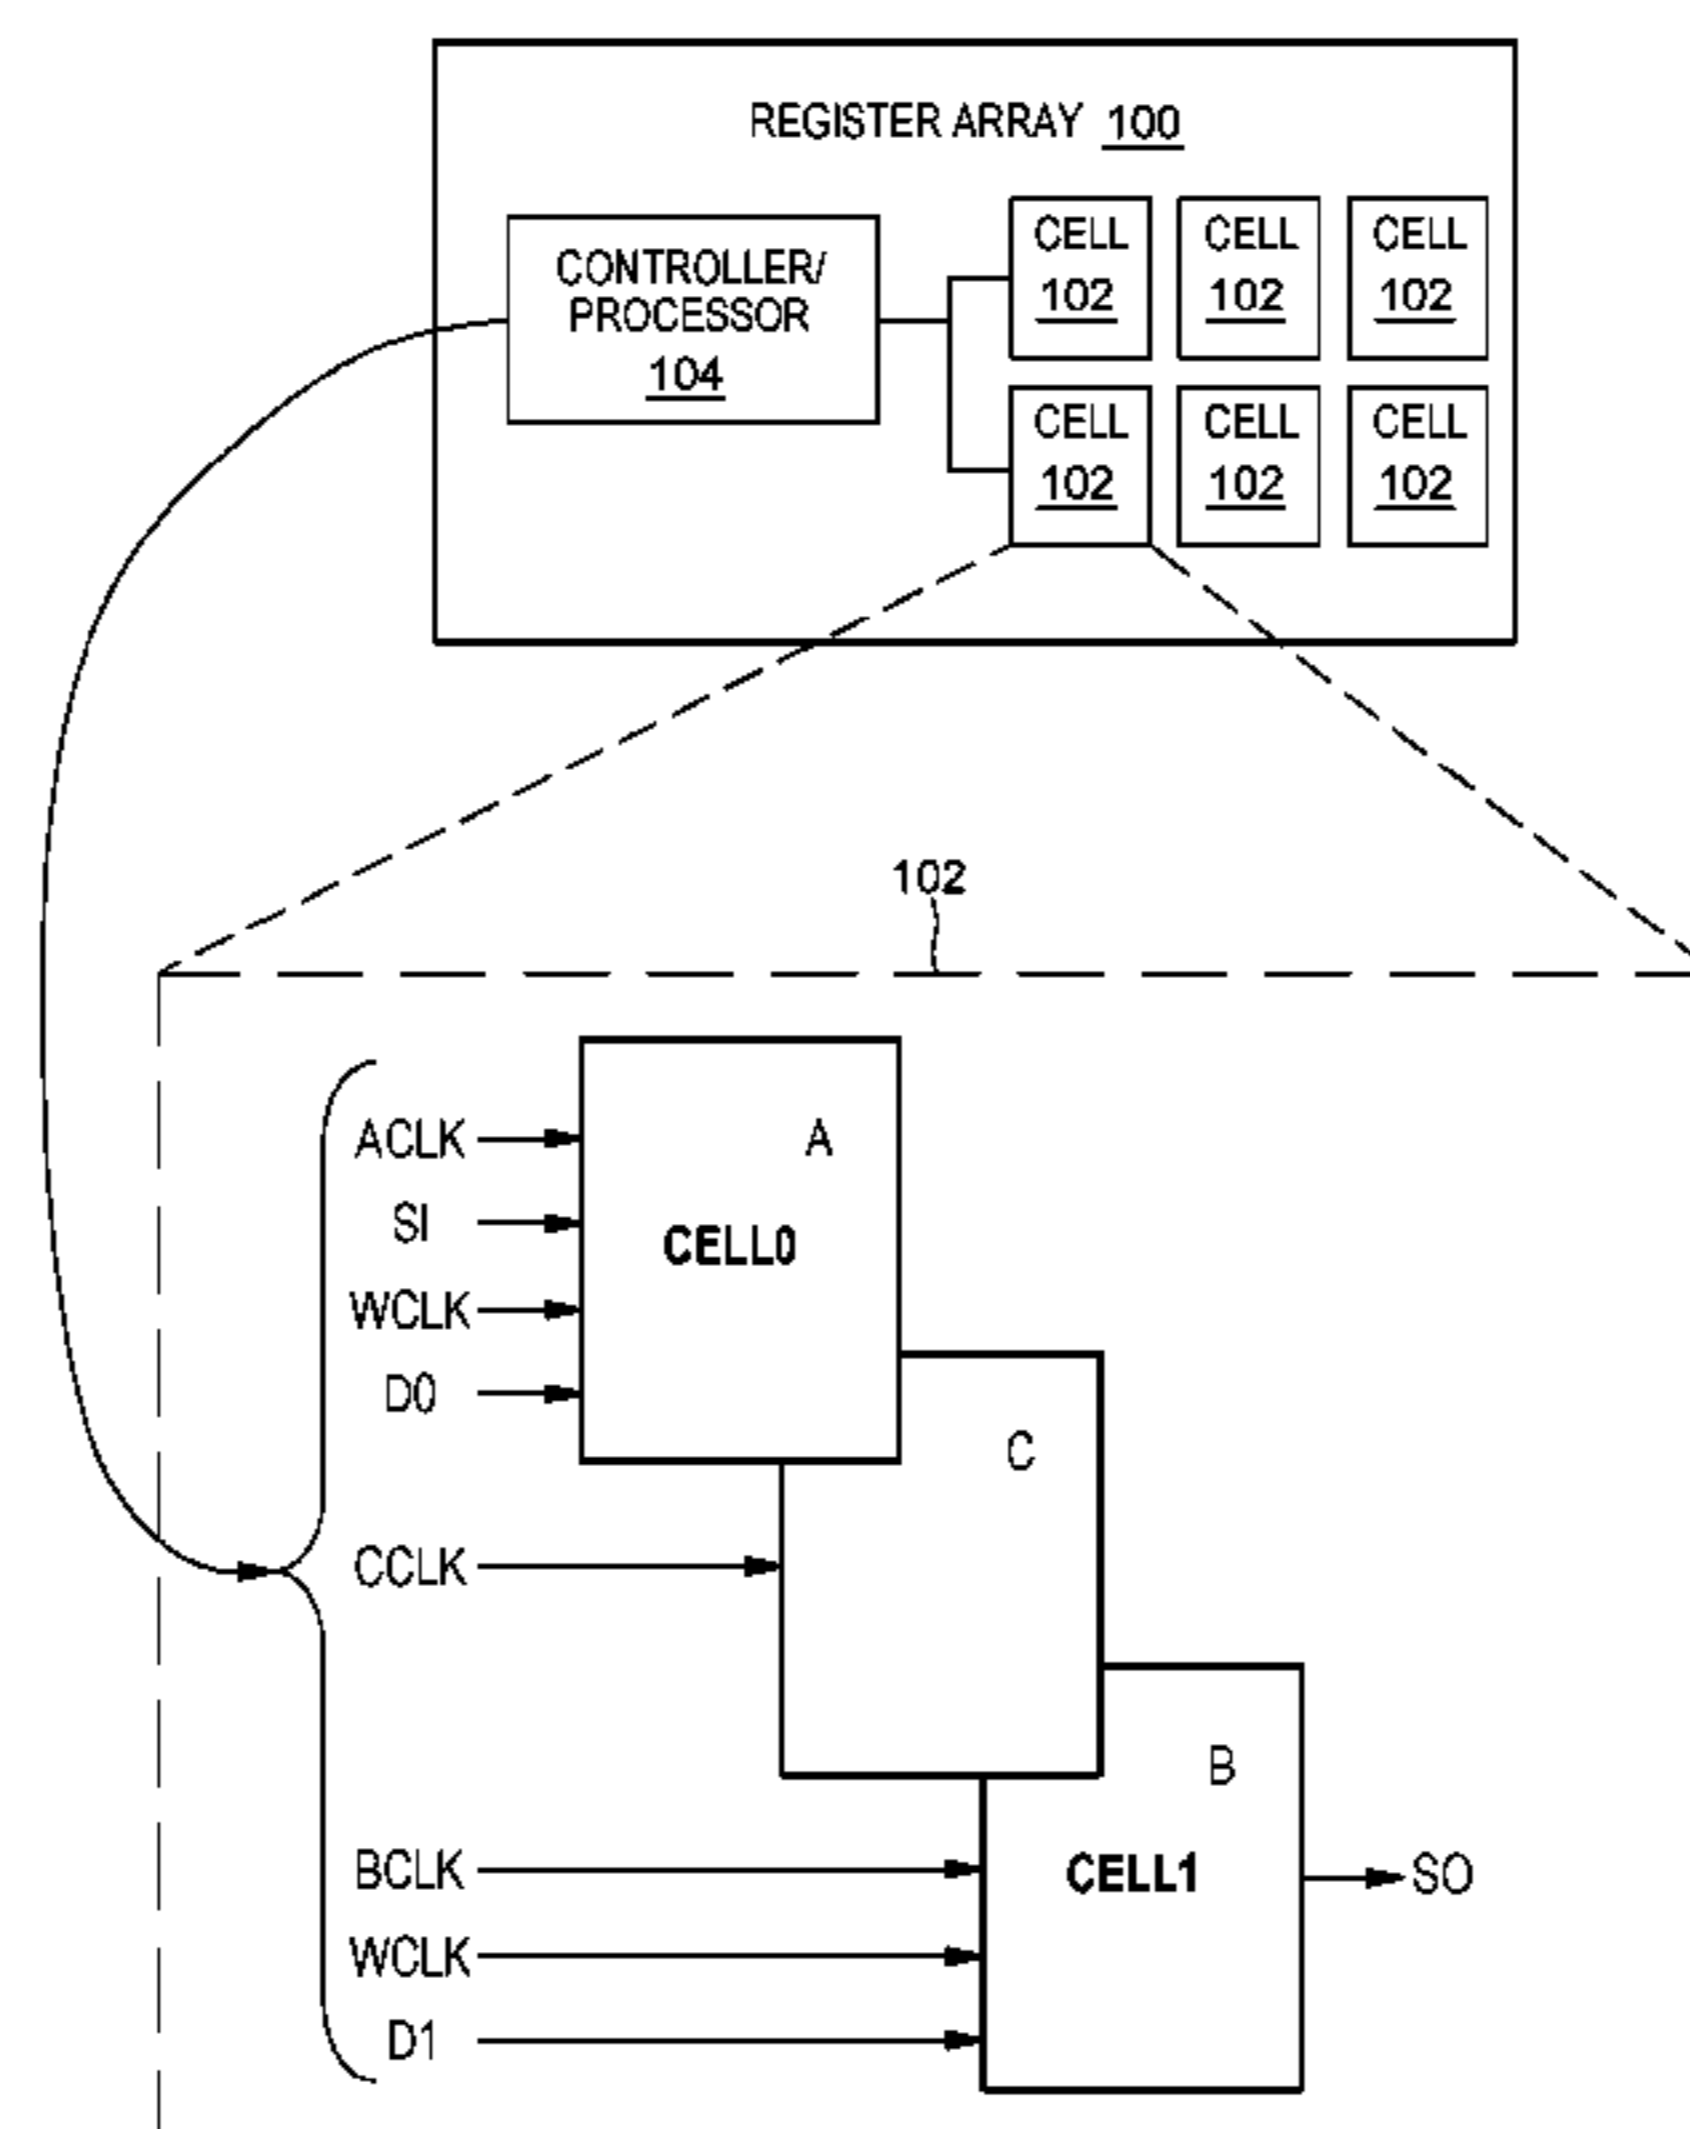 REGISTER ARRAY 100
CONTROLLER/
PROCESSOR
104
CELL
102
CELL
102
CELL
102
CELL
102
CELL
102
CELL
102
102
ACLK
SI
WCLK
D0
A
CELL0
CCLK
C
BCLK
WCLK
D1
B
CELL1
SO